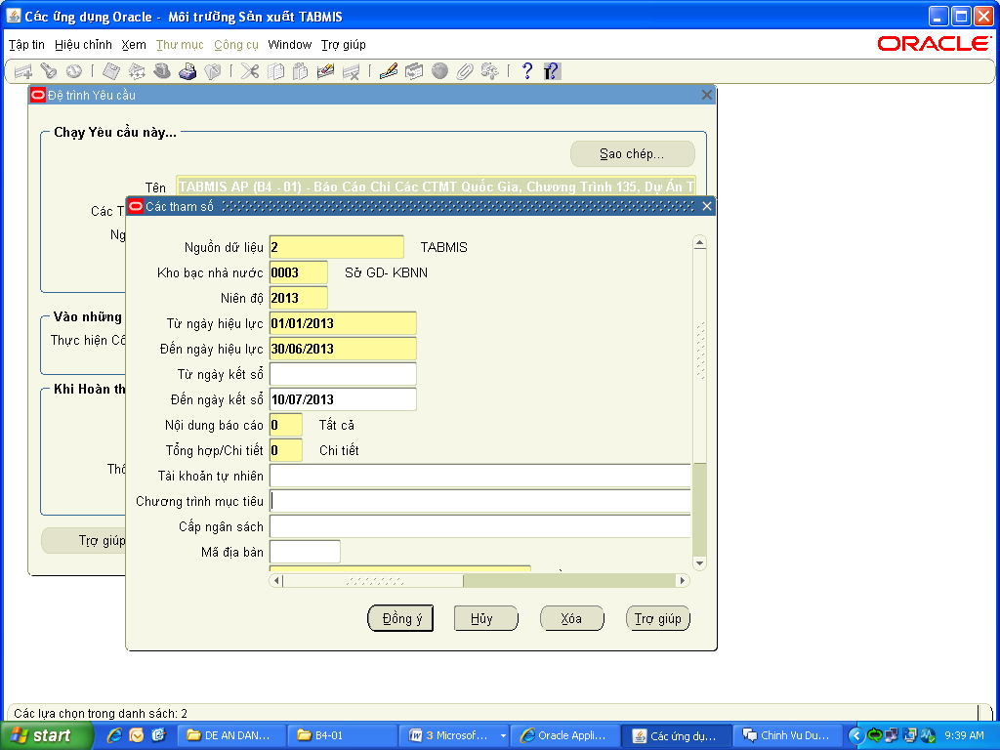 Các ứng dụng Oracle - Môi trường Sản xuất TABMIS
Tập tin Hiệu chỉnh Xem Thư mục Công cụ Window Trợ giúp
ORACLE
Đệ trình Yêu cầu
Chạy Yêu cầu này...
Sao chép...
Tên TABMIS AP (B4 - 01) - Báo Cáo Chi Các CTMT Quốc Gia, Chương Trình 135, Dự Án T
Các T
Các tham số
Ng
Nguồn dữ liệu 2 TABMIS
Kho bạc nhà nước 0003 Sở GD- KBNN
Niên độ 2013
Vào những
Từ ngày hiệu lực 01/01/2013
Thực hiện Cô
Đến ngày hiệu lực 30/06/2013
Từ ngày kết sổ
Khi Hoàn th
Đến ngày kết sổ 10/07/2013
Nội dung báo cáo 0 Tất cả
Tổng hợp/Chi tiết 0 Chi tiết
Thô
Tài khoản tự nhiên
Chương trình mục tiêu
Cấp ngân sách
Trợ giúp
Mã địa bàn
Đồng ý Hủy Xóa Trợ giúp
Các lựa chọn trong danh sách: 2
start DE AN DAN... B4-01 3 Microsof... Oracle Appli... Các ứng dụ... Chinh Vu Du... 9:39 AM